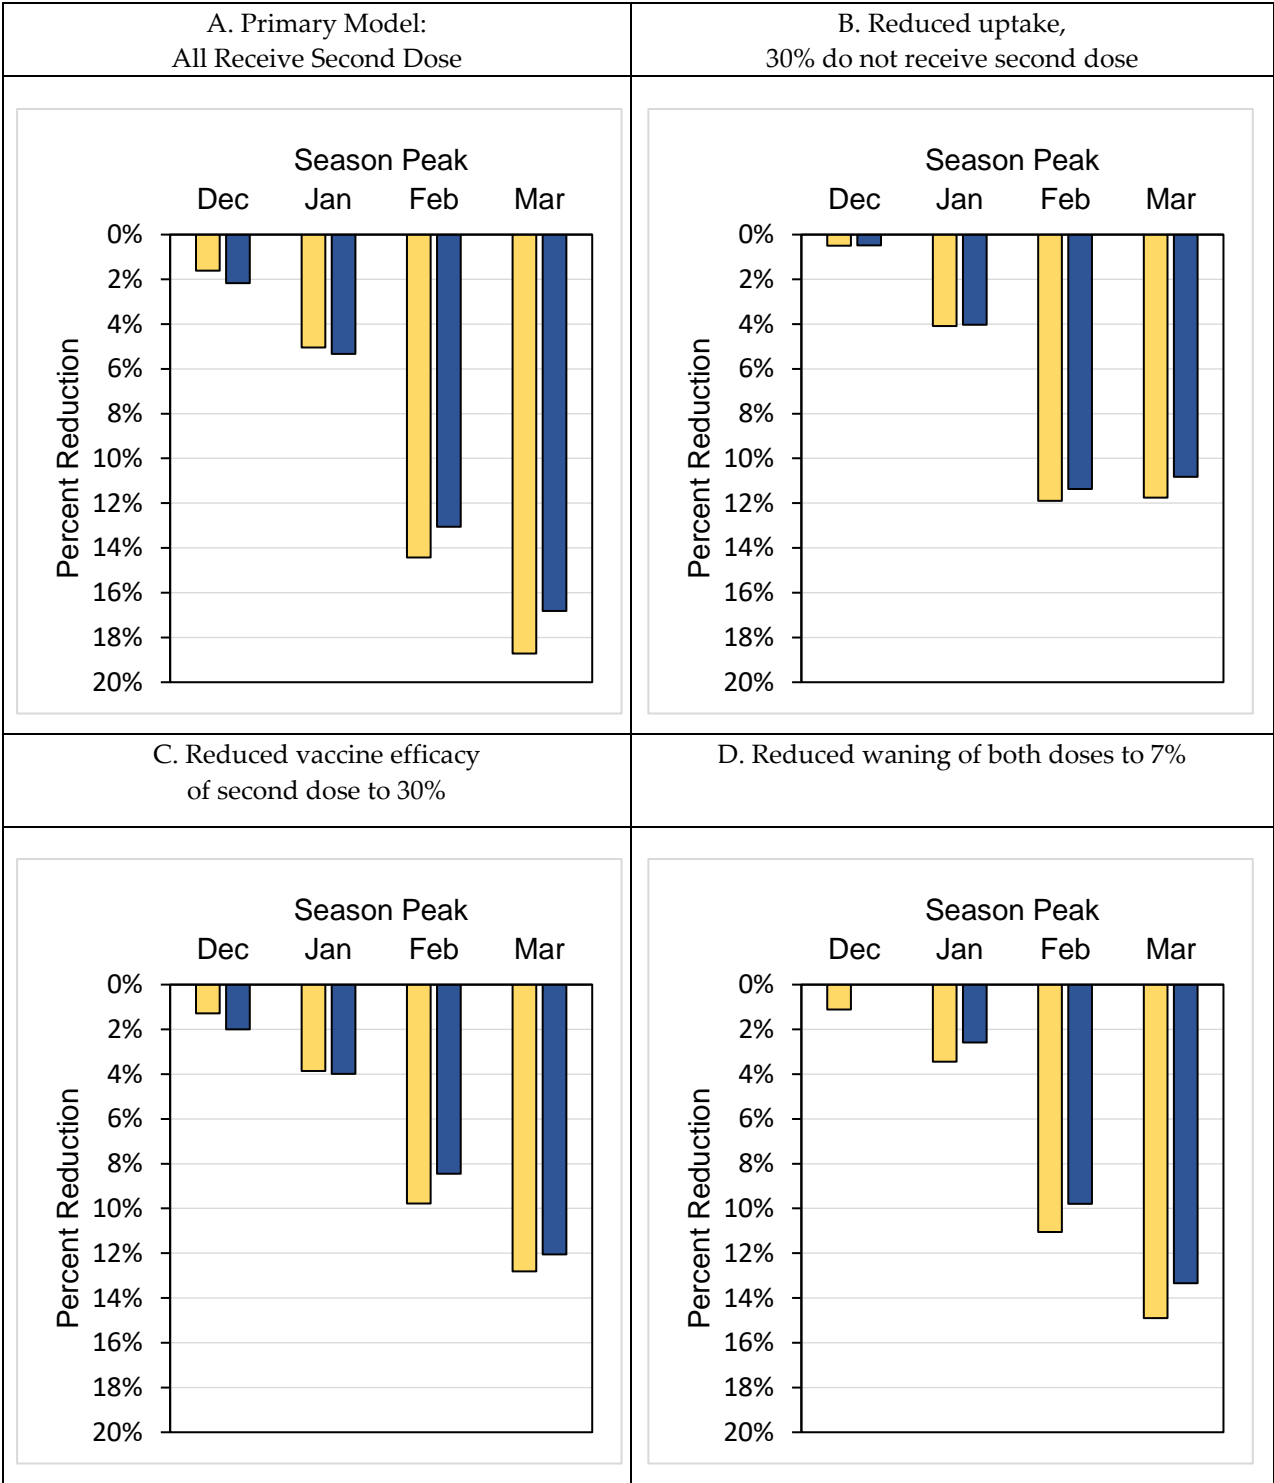 A. Primary Model:
All Receive Second Dose
B. Reduced uptake,
30% do not receive second dose
Season Peak
Dec Jan Feb Mar
0%
2%
4%
6%
8%
10%
12%
14%
16%
18%
20%
Percent Reduction
Season Peak
Dec Jan Feb Mar
0%
2%
4%
6%
8%
10%
12%
14%
16%
18%
20%
Percent Reduction
C. Reduced vaccine efficacy
of second dose to 30%
D. Reduced waning of both doses to 7%
Season Peak
Dec Jan Feb Mar
0%
2%
4%
6%
8%
10%
12%
14%
16%
18%
20%
Percent Reduction
Season Peak
Dec Jan Feb Mar
0%
2%
4%
6%
8%
10%
12%
14%
16%
18%
20%
Percent Reduction